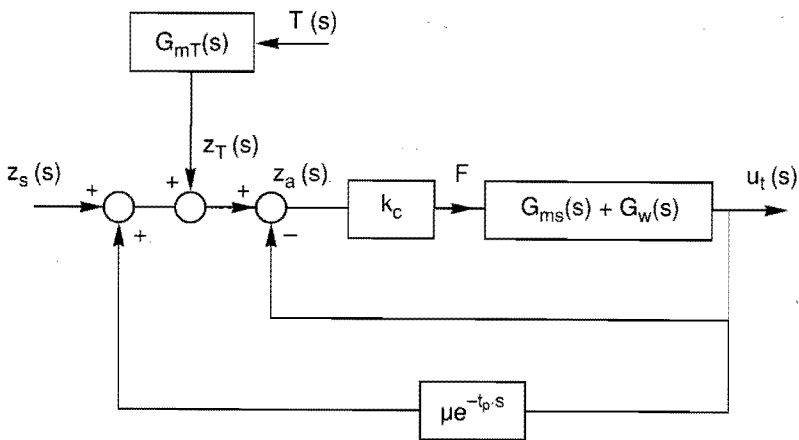 G_mT(s)
T(s)
z_T(s)
z_s(s)
+
+
+
+
−
z_a(s)
k_c
F
G_ms(s) + G_w(s)
u_t(s)
μe^{-t_p·s}